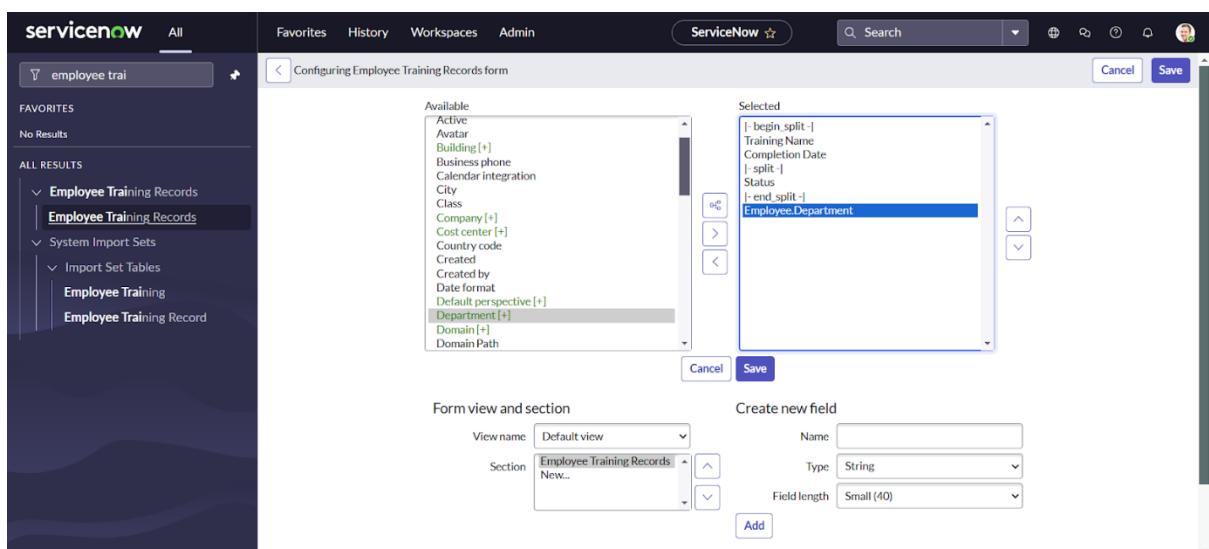 servicenow
All
Favorites
History
Workspaces
Admin
ServiceNow
Search
employee trai
FAVORITES
No Results
ALL RESULTS
Employee Training Records
Employee Training Records
System Import Sets
Import Set Tables
Employee Training
Employee Training Record
Configuring Employee Training Records form
Cancel
Save
Available
Active
Avatar
Building [+]
Business phone
Calendar integration
City
Class
Company [+]
Cost center [+]
Country code
Created
Created by
Date format
Default perspective [+]
Department [+]
Domain [+]
Domain Path
Selected
|- begin_split -|
Training Name
Completion Date
|- split -|
Status
|- end_split -|
Employee.Department
Cancel
Save
Form view and section
View name
Default view
Section
Employee Training Records
New...
Create new field
Name
Type
String
Field length
Small (40)
Add